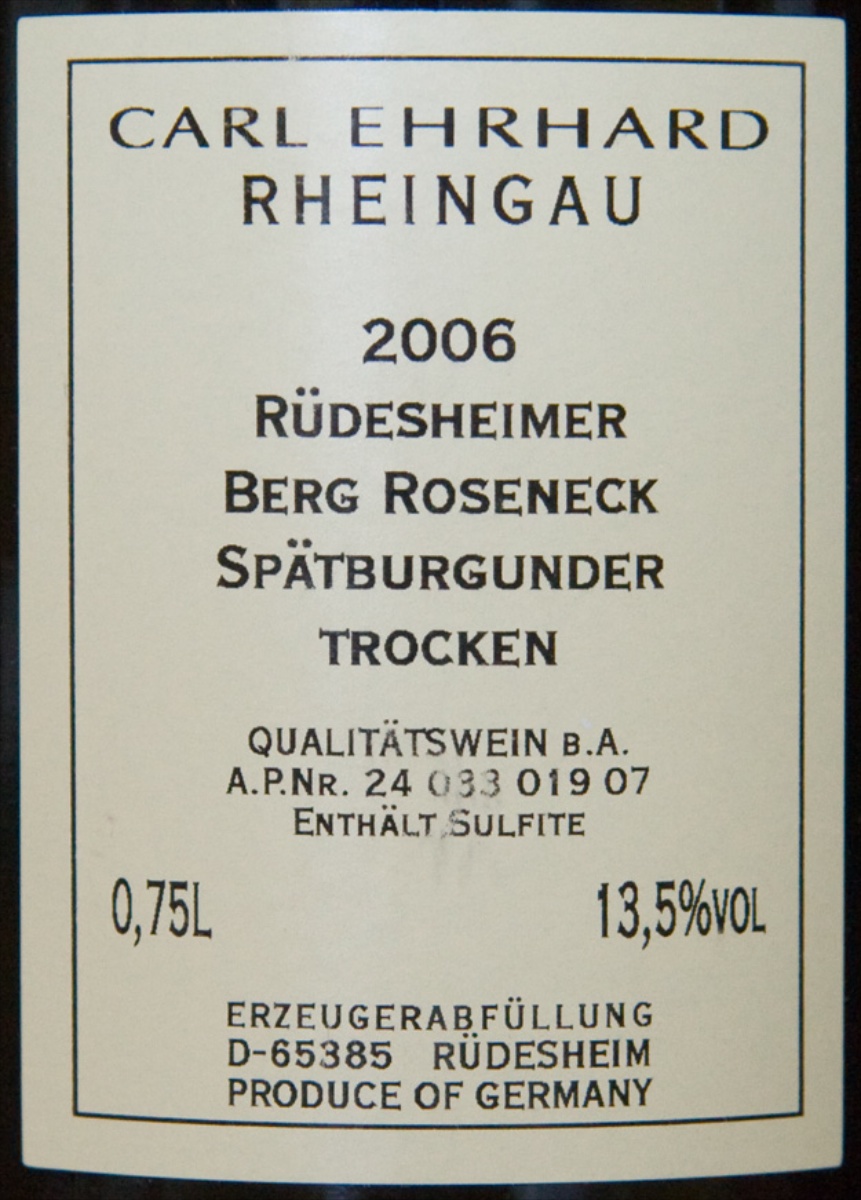 CARL EHRHARD
RHEINGAU
2006
RÜDESHEIMER
BERG ROSENECK
SPÄTBURGUNDER
TROCKEN
QUALITÄTSWEIN B.A.
A.P.NR. 24 033 019 07
ENTHÄLT SULFITE
0,75L 13,5%VOL
ERZEUGERABFÜLLUNG
D-65385 RÜDESHEIM
PRODUCE OF GERMANY